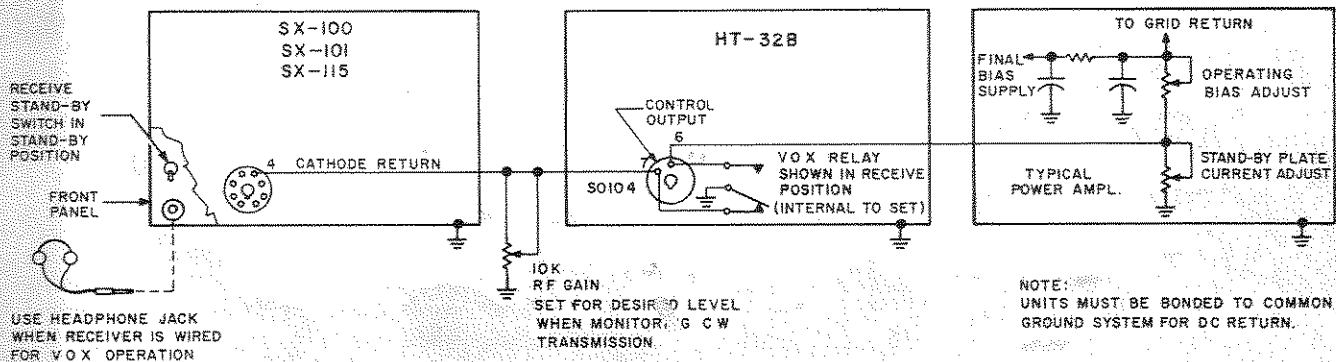 SX-100
SX-101
SX-115
RECEIVE
STAND-BY
SWITCH IN
STAND-BY
POSITION
FRONT
PANEL
4
CATHODE RETURN
USE HEADPHONE JACK
WHEN RECEIVER IS WIRED
FOR VOX OPERATION
10K
RF GAIN
SET FOR DESIR D LEVEL
WHEN MONITOR G CW
TRANSMISSION
HT-32B
CONTROL
OUTPUT
6
7
SO104
VOX RELAY
SHOWN IN RECEIVE
POSITION
(INTERNAL TO SET)
TO GRID RETURN
FINAL
BIAS
SUPPLY
OPERATING
BIAS ADJUST
STAND-BY PLATE
CURRENT ADJUST
TYPICAL
POWER AMPL.
NOTE:
UNITS MUST BE BONDED TO COMMON
GROUND SYSTEM FOR DC RETURN.